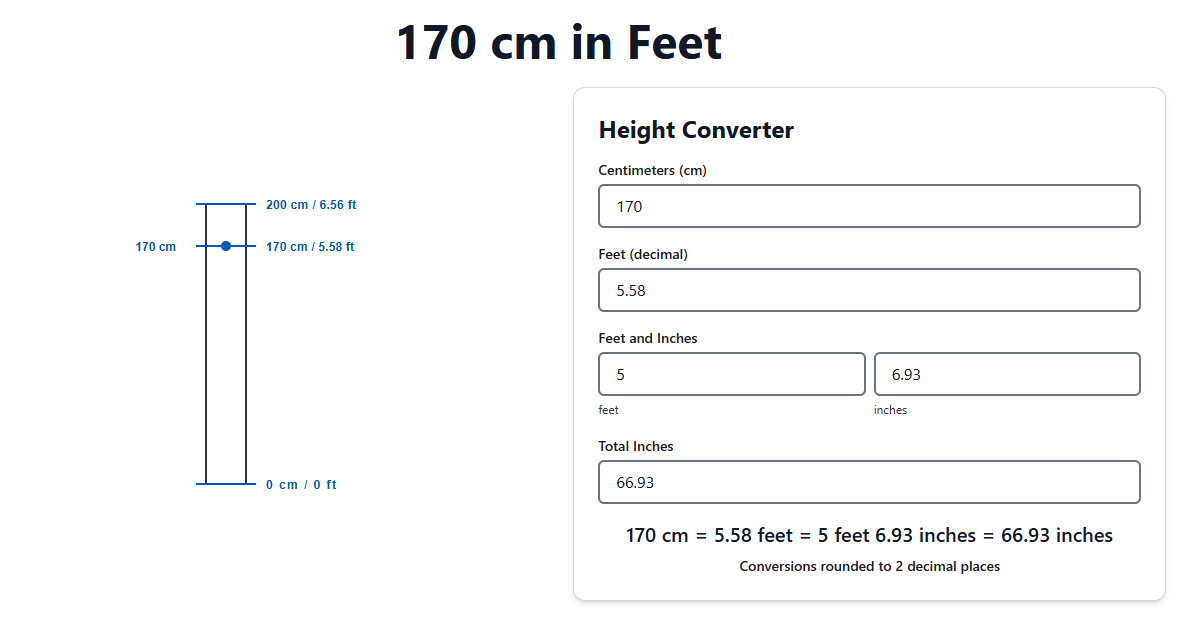 170 cm in Feet
200 cm / 6.56 ft
170 cm
170 cm / 5.58 ft
0 cm / 0 ft
Height Converter
Centimeters (cm)
170
Feet (decimal)
5.58
Feet and Inches
5
6.93
feet
inches
Total Inches
66.93
170 cm = 5.58 feet = 5 feet 6.93 inches = 66.93 inches
Conversions rounded to 2 decimal places